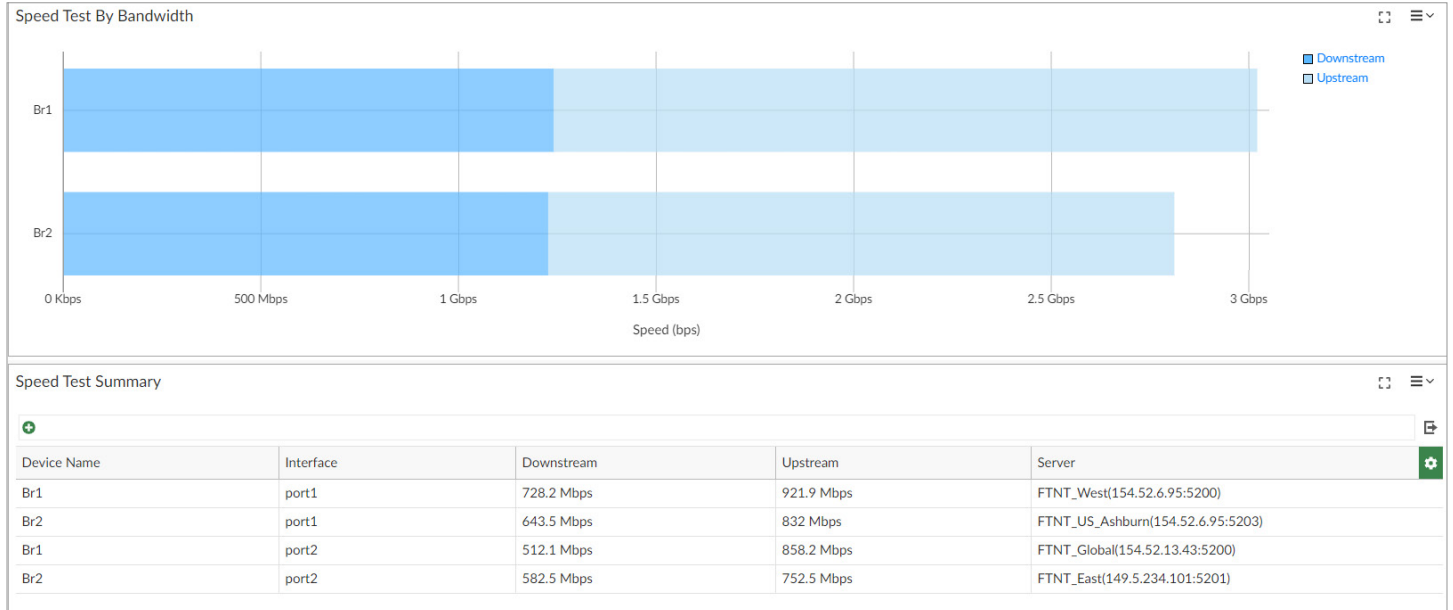 Speed Test By Bandwidth
Downstream
Upstream
Br1
Br2
0 Kbps 500 Mbps 1 Gbps 1.5 Gbps 2 Gbps 2.5 Gbps 3 Gbps
Speed (bps)
Speed Test Summary
Device Name Interface Downstream Upstream Server
Br1 port1 728.2 Mbps 921.9 Mbps FTNT_West(154.52.6.95:5200)
Br2 port1 643.5 Mbps 832 Mbps FTNT_US_Ashburn(154.52.6.95:5203)
Br1 port2 512.1 Mbps 858.2 Mbps FTNT_Global(154.52.13.43:5200)
Br2 port2 582.5 Mbps 752.5 Mbps FTNT_East(149.5.234.101:5201)